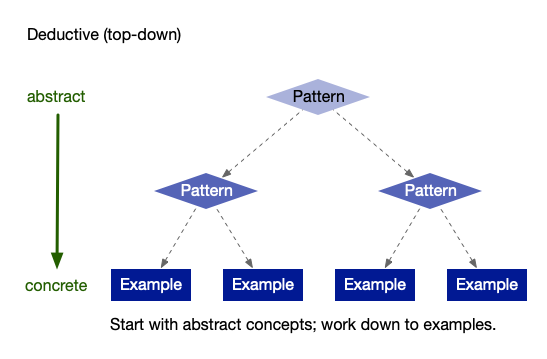 Deductive (top-down)
abstract
Pattern
Pattern Pattern
concrete
Example Example Example Example
Start with abstract concepts; work down to examples.